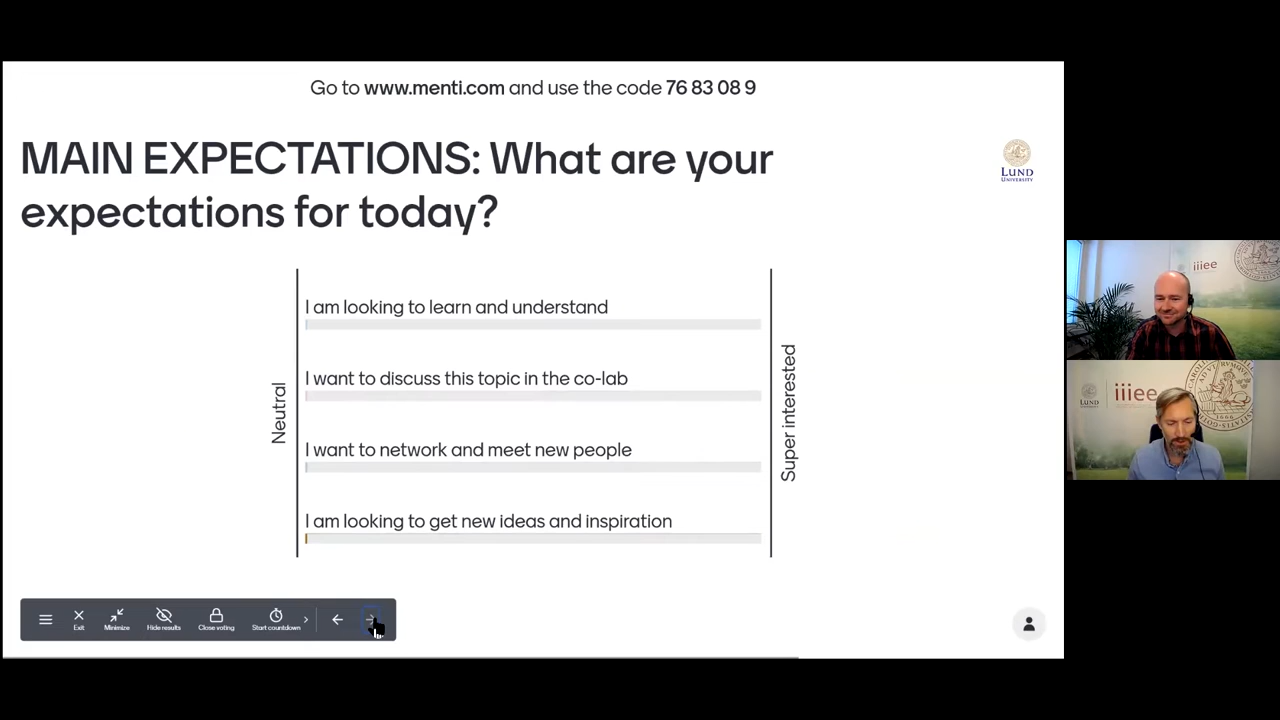 Go to www.menti.com and use the code 76 83 08 9
MAIN EXPECTATIONS: What are your
expectations for today?
LUND
UNIVERSITY
I am looking to learn and understand
I want to discuss this topic in the co-lab
I want to network and meet new people
I am looking to get new ideas and inspiration
Neutral
Super interested
Exit
Minimize
Hide results
Close voting
Start countdown
iiiee
LUND
iiiee
1666